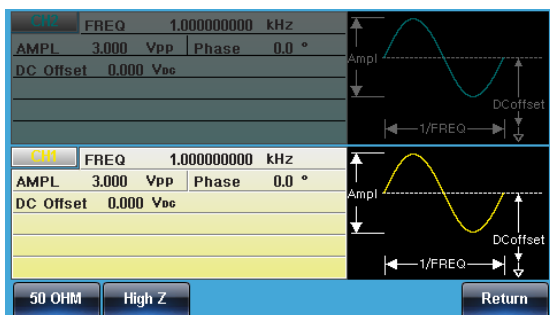 CH2 FREQ 1.000000000 kHz
AMPL 3.000 Vpp Phase 0.0 °
DC Offset 0.000 VDC
Ampl
DCoffset
1/FREQ
CH1 FREQ 1.000000000 kHz
AMPL 3.000 Vpp Phase 0.0 °
DC Offset 0.000 VDC
Ampl
DCoffset
1/FREQ
50 OHM High Z Return